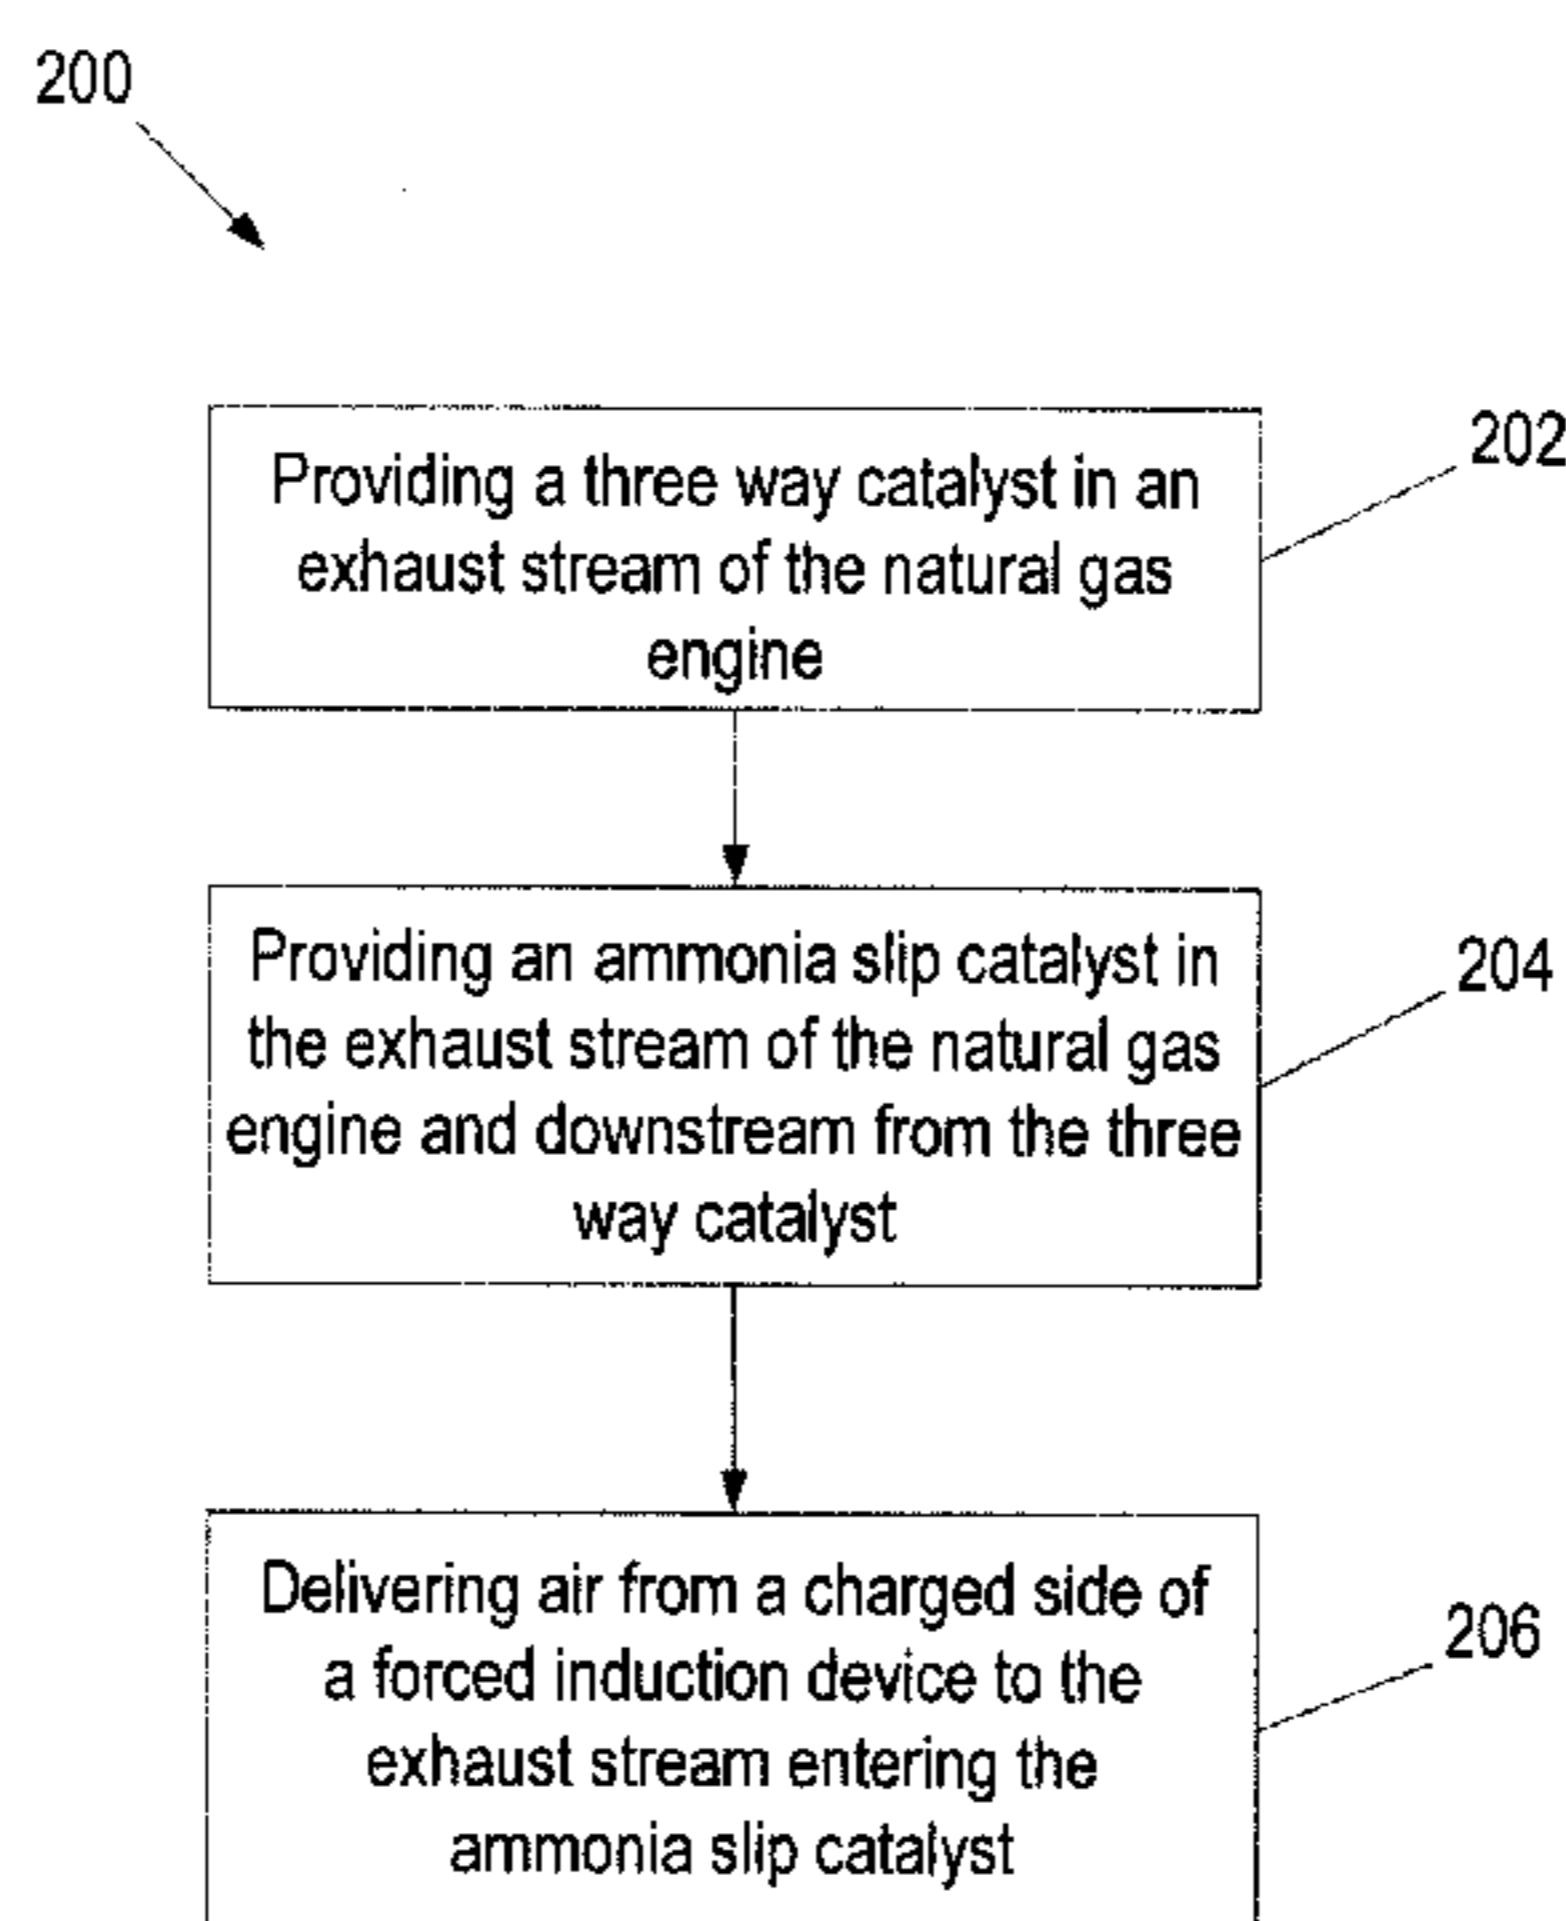 200
Providing a three way catalyst in an
exhaust stream of the natural gas
engine
202
Providing an ammonia slip catalyst in
the exhaust stream of the natural gas
engine and downstream from the three
way catalyst
204
Delivering air from a charged side of
a forced induction device to the
exhaust stream entering the
ammonia slip catalyst
206